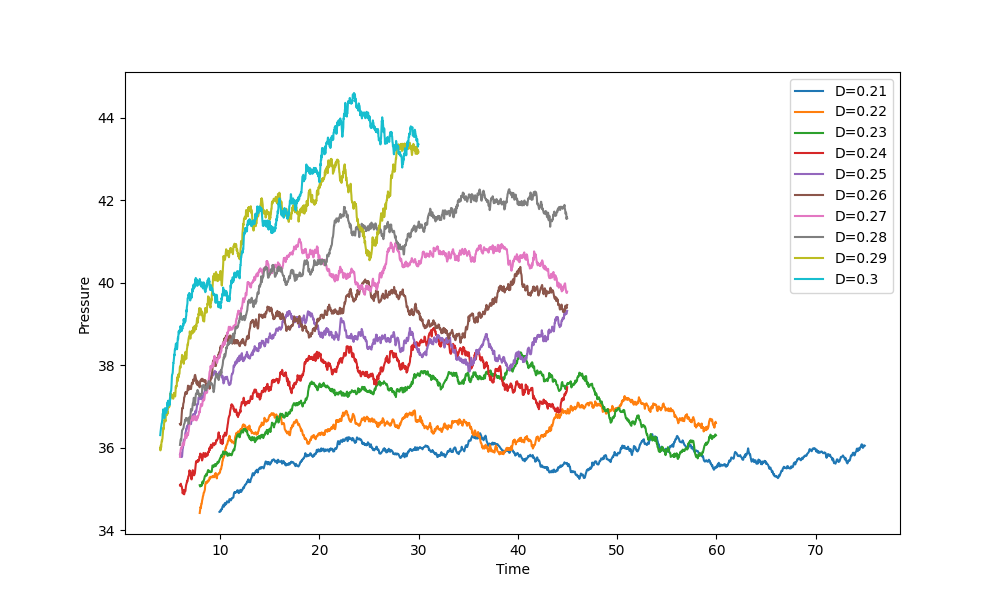 44
42
40
38
36
34
Pressure
10 20 30 40 50 60 70
Time
D=0.21
D=0.22
D=0.23
D=0.24
D=0.25
D=0.26
D=0.27
D=0.28
D=0.29
D=0.3